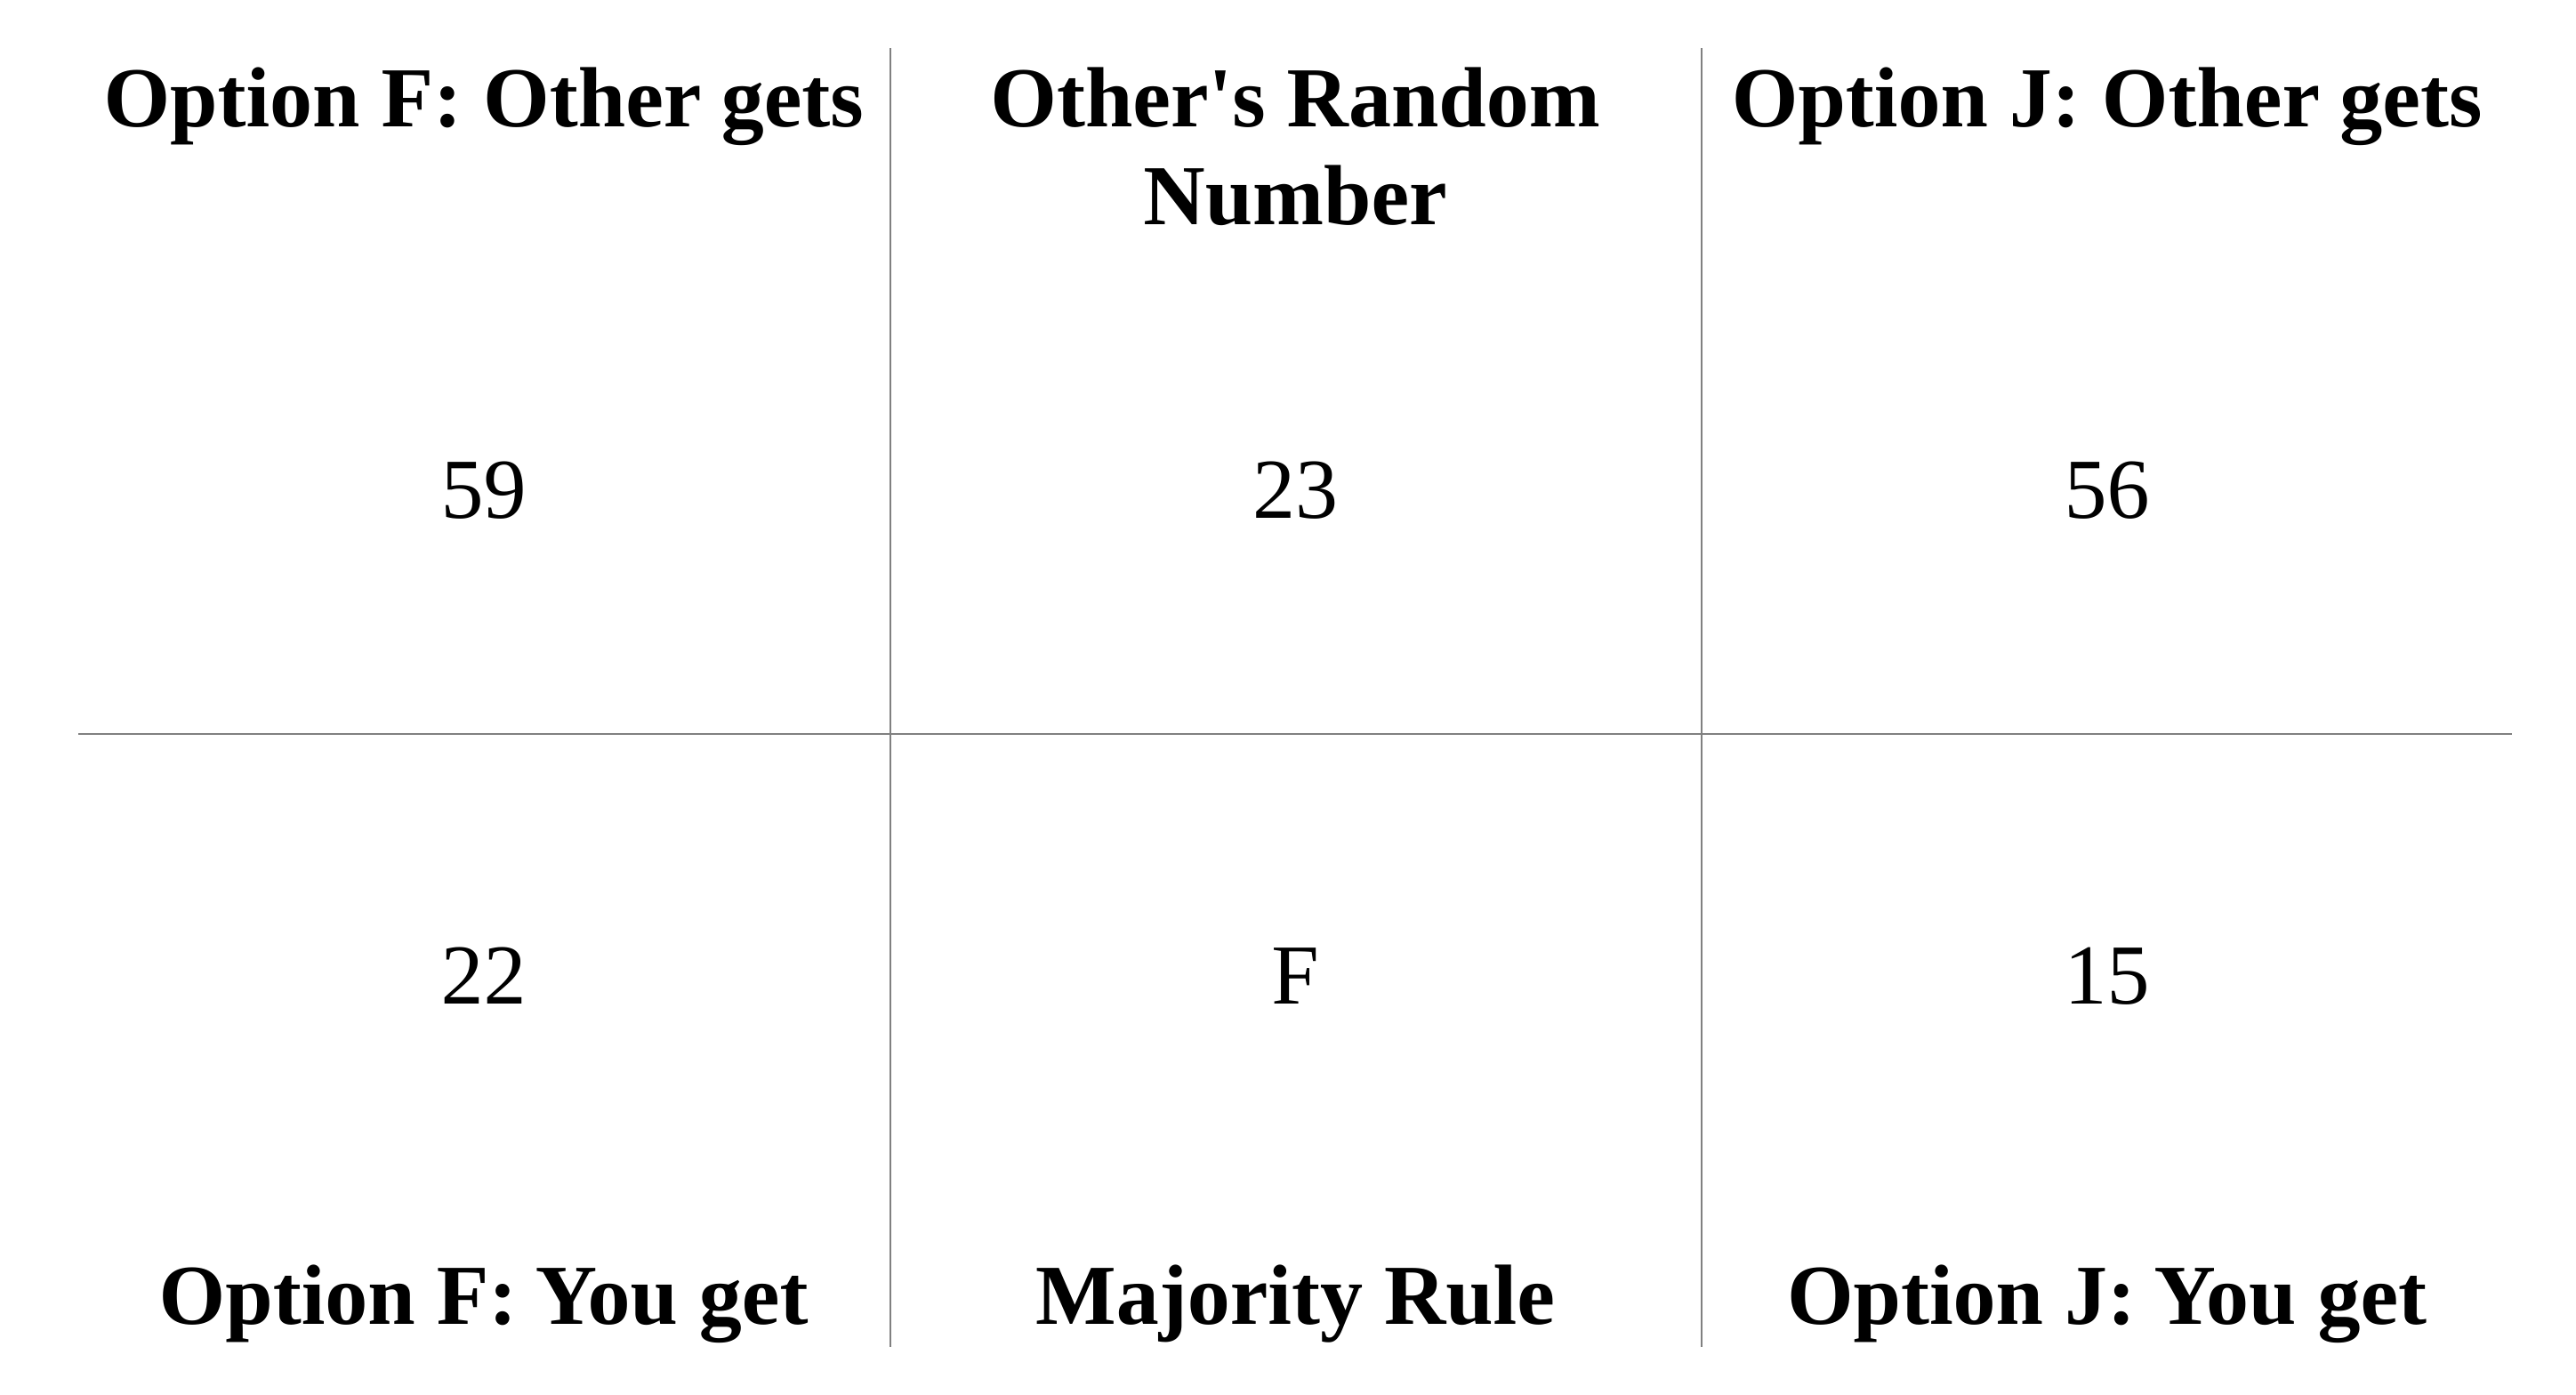 Option F: Other gets
Other's Random
Number
Option J: Other gets
59
23
56
22
F
15
Option F: You get
Majority Rule
Option J: You get